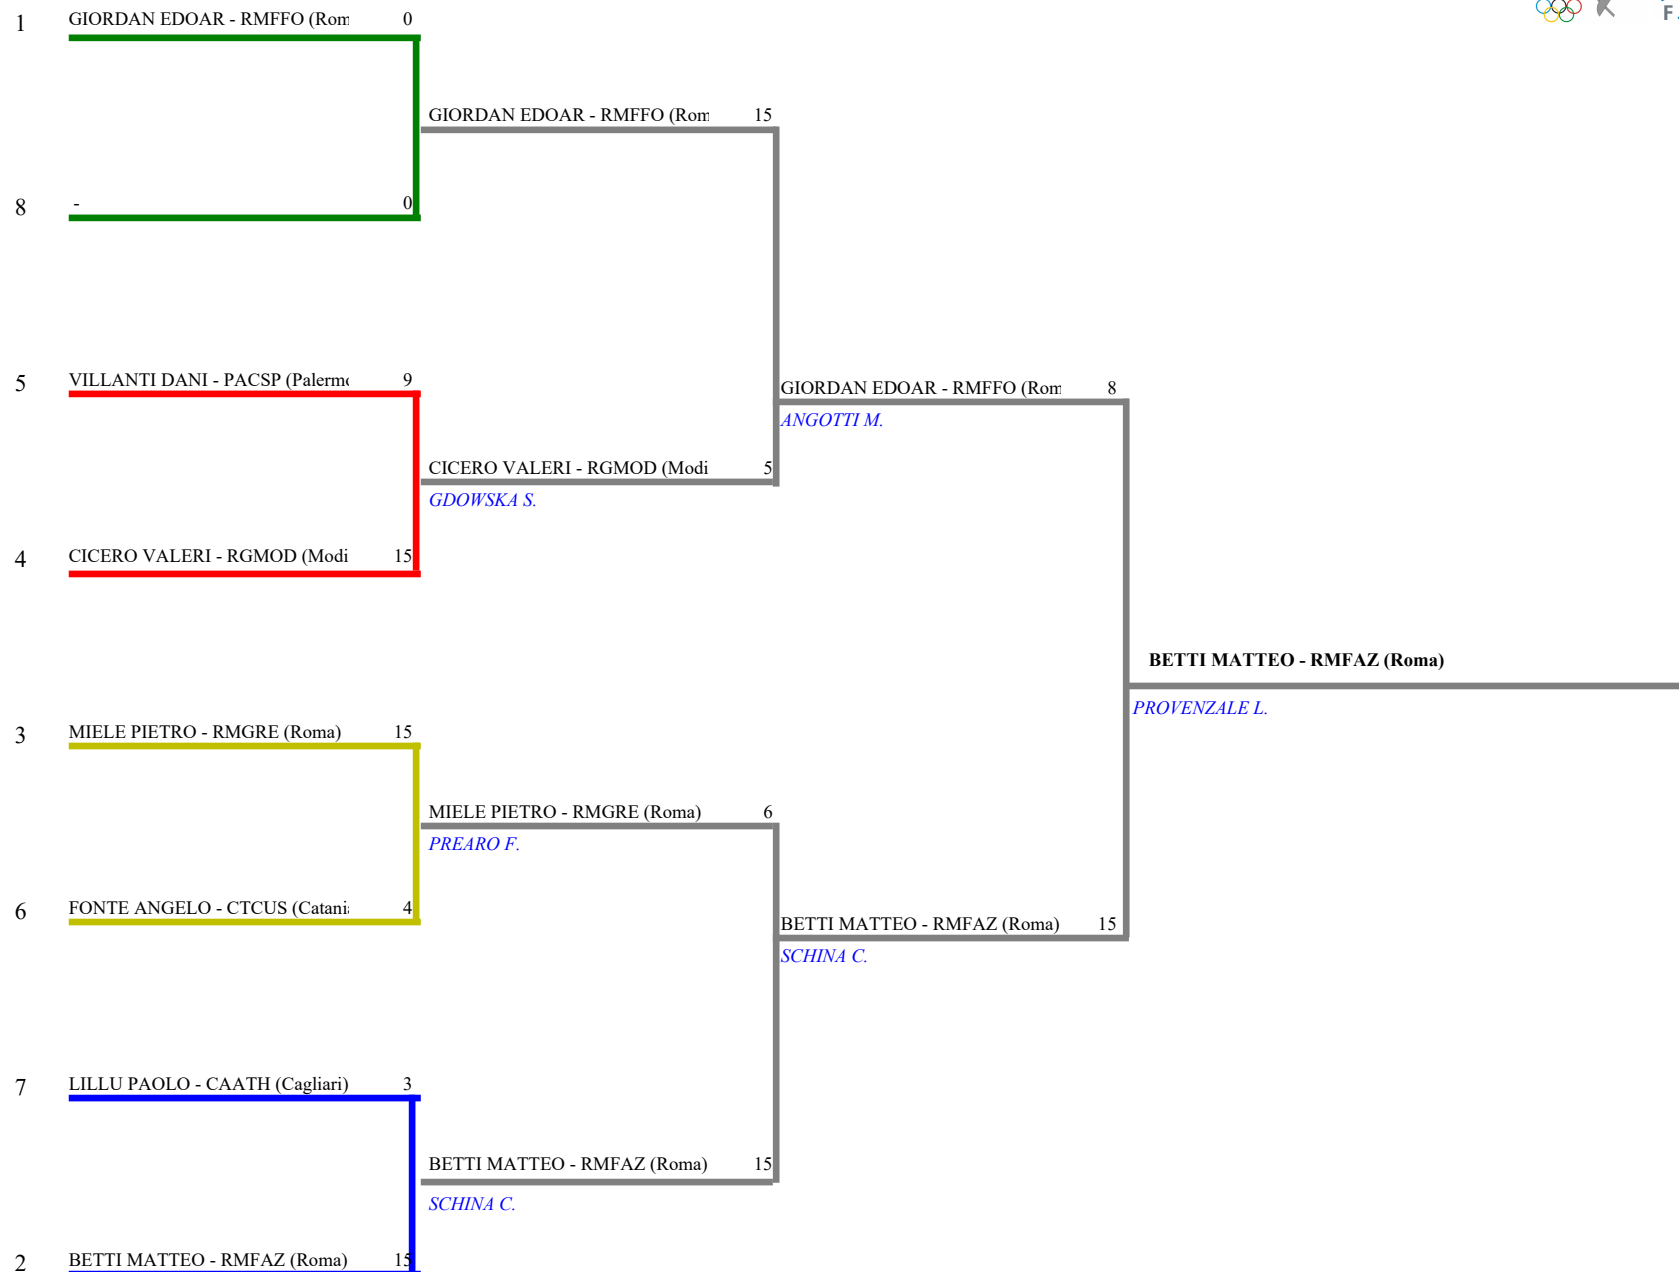 1 GIORDAN EDOAR - RMFFO (Rom 0
GIORDAN EDOAR - RMFFO (Rom 15
8 - 0
5 VILLANTI DANI - PACSP (Palerm 9
GIORDAN EDOAR - RMFFO (Rom 8
ANGOTTI M.
CICERO VALERI - RGMOD (Modi 5
GDOWSKA S.
4 CICERO VALERI - RGMOD (Modi 15
BETTI MATTEO - RMFAZ (Roma)
PROVENZALE L.
3 MIELE PIETRO - RMGRE (Roma) 15
MIELE PIETRO - RMGRE (Roma) 6
PREARO F.
6 FONTE ANGELO - CTCUS (Catani 4
BETTI MATTEO - RMFAZ (Roma) 15
SCHINA C.
7 LILLU PAOLO - CAATH (Cagliari) 3
BETTI MATTEO - RMFAZ (Roma) 15
SCHINA C.
2 BETTI MATTEO - RMFAZ (Roma) 15